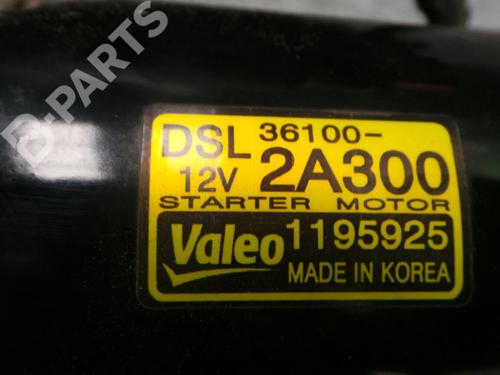 B-PARTS
DSL 36100-
12V 2A300
STARTER MOTOR
Valeo 1195925
MADE IN KOREA